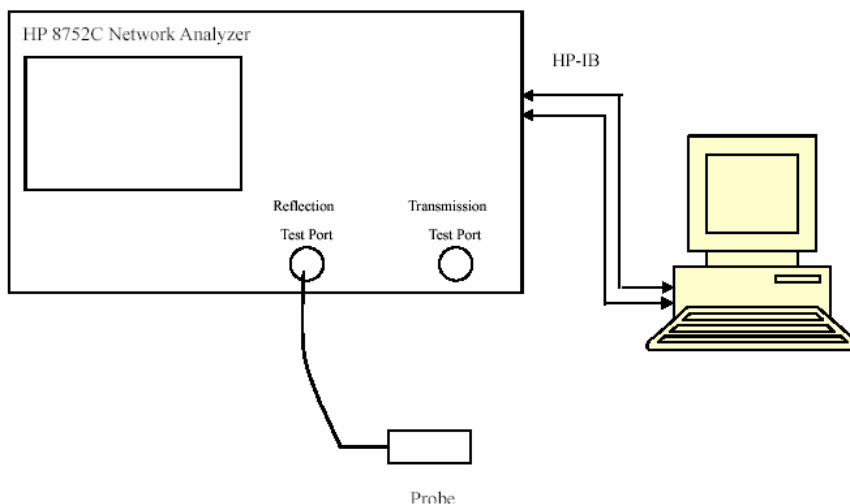 HP 8752C Network Analyzer
HP-IB
Reflection
Test Port
Transmission
Test Port
Probe